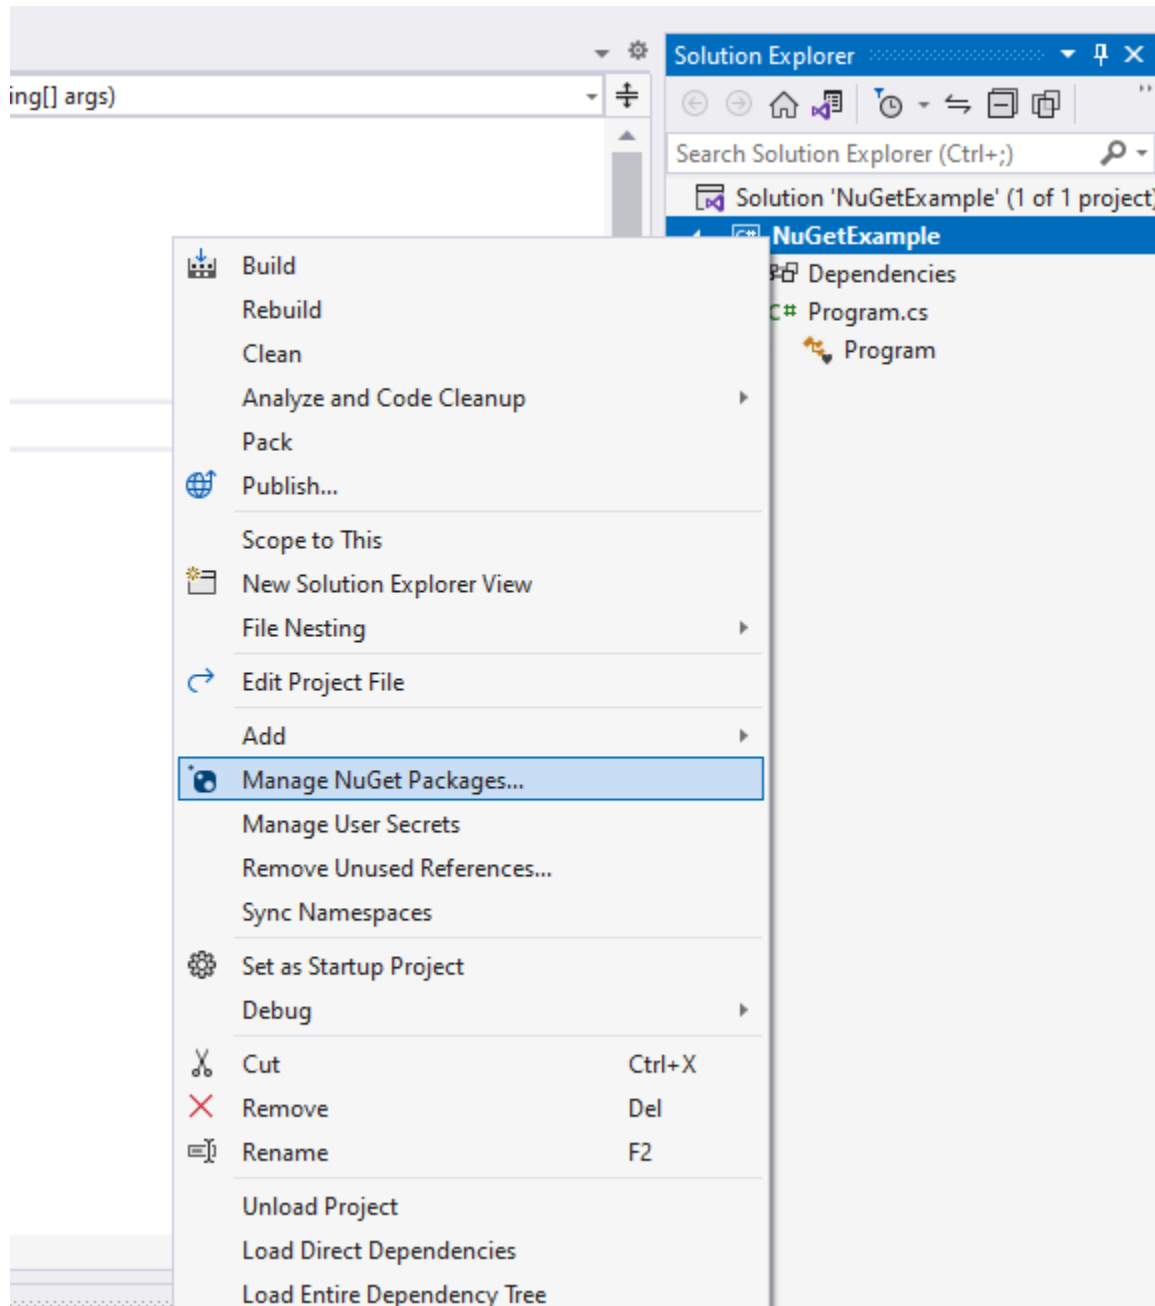 Solution Explorer
ing[] args)
Search Solution Explorer (Ctrl+;)
Solution 'NuGetExample' (1 of 1 project)
C# NuGetExample
Dependencies
C# Program.cs
Program
Build
Rebuild
Clean
Analyze and Code Cleanup
Pack
Publish...
Scope to This
New Solution Explorer View
File Nesting
Edit Project File
Add
Manage NuGet Packages...
Manage User Secrets
Remove Unused References...
Sync Namespaces
Set as Startup Project
Debug
Cut Ctrl+X
Remove Del
Rename F2
Unload Project
Load Direct Dependencies
Load Entire Dependency Tree